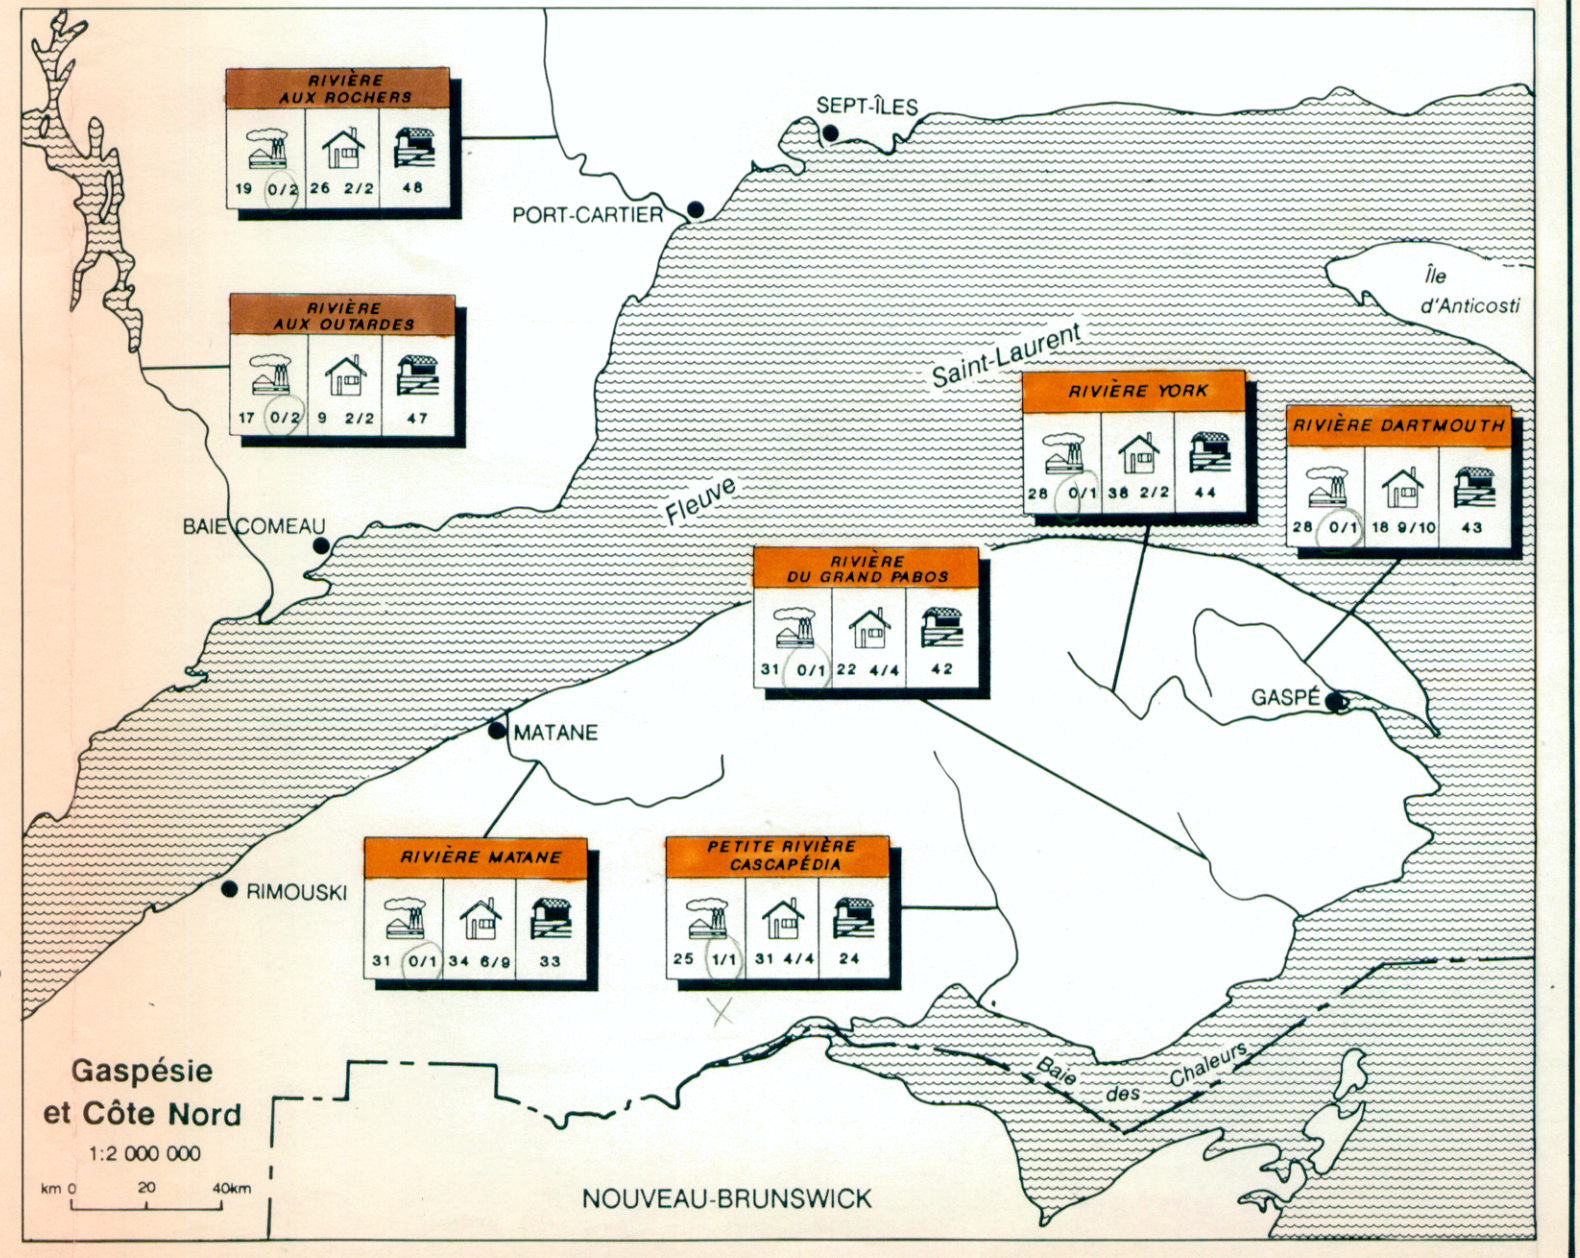 RIVIÈRE
AUX ROCHERS
19 0/2 26 2/2 48
SEPT-ÎLES
PORT-CARTIER
Île
d'Anticosti
RIVIÈRE
AUX OUTARDES
17 0/2 9 2/2 47
Fleuve
Saint-Laurent
RIVIÈRE YORK
28 0/1 38 2/2 44
RIVIÈRE DARTMOUTH
28 0/1 18 9/10 43
BAIE COMEAU
RIVIÈRE
DU GRAND PABOS
31 0/1 22 4/4 42
GASPÉ
MATANE
RIVIÈRE MATANE
31 0/1 34 6/9 33
PETITE RIVIÈRE
CASCAPÉDIA
25 1/1 31 4/4 24
X
RIMOUSKI
Baie
des
Chaleurs
Gaspésie
et Côte Nord
1:2 000 000
km 0 20 40km
NOUVEAU-BRUNSWICK